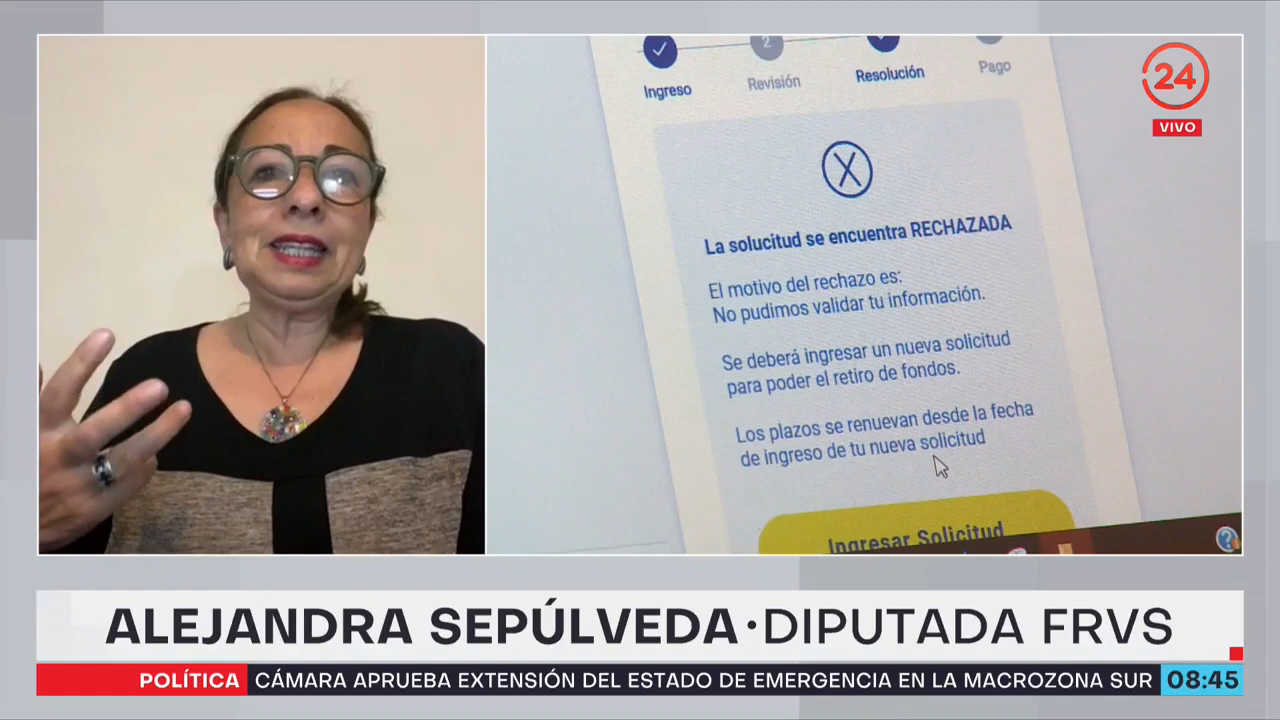 2
Ingreso
Revisión
Resolución
Pago
24
VIVO
La solucitud se encuentra RECHAZADA
El motivo del rechazo es:
No pudimos validar tu información.
Se deberá ingresar un nueva solicitud
para poder el retiro de fondos.
Los plazos se renuevan desde la fecha
de ingreso de tu nueva solicitud
Ingresar Solicitud
ALEJANDRA SEPÚLVEDA·DIPUTADA FRVS
POLÍTICA CÁMARA APRUEBA EXTENSIÓN DEL ESTADO DE EMERGENCIA EN LA MACROZONA SUR 08:45